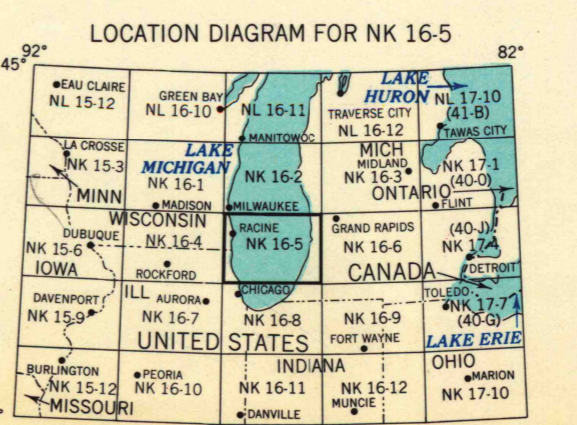 LOCATION DIAGRAM FOR NK 16-5
92°
82°
45°
EAU CLAIRE
NL 15-12
GREEN BAY
NL 16-10
NL 16-11
MANITOWOC
TRAVERSE CITY
NL 16-12
LAKE
HURON
NL 17-10
(41-B)
TAWAS CITY
LA CROSSE
NK 15-3
MINN
LAKE
MICHIGAN
NK 16-1
MADISON
NK 16-2
MILWAUKEE
MICH
MIDLAND
NK 16-3
ONTARIO
NK 17-1
(40-O)
FLINT
DUBUQUE
NK 15-6
IOWA
WISCONSIN
NK 16-4
ROCKFORD
RACINE
NK 16-5
GRAND RAPIDS
NK 16-6
CANADA
(40-J)
NK 17-4
DETROIT
DAVENPORT
NK 15-9
ILL
AURORA
NK 16-7
CHICAGO
NK 16-8
NK 16-9
FORT WAYNE
TOLEDO
NK 17-7
(40-G)
LAKE ERIE
UNITED STATES
BURLINGTON
NK 15-12
MISSOURI
PEORIA
NK 16-10
INDIANA
NK 16-11
DANVILLE
NK 16-12
MUNCIE
OHIO
MARION
NK 17-10